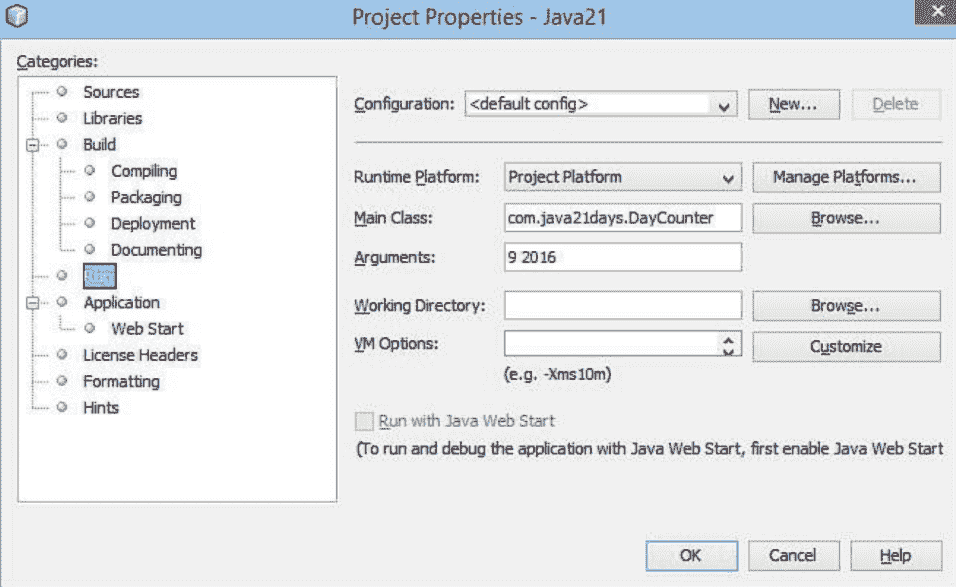 Project Properties - Java21
Categories:
Sources
Libraries
Build
Compiling
Packaging
Deployment
Documenting
Run
Application
Web Start
License Headers
Formatting
Hints
Configuration: <default config> New... Delete
Runtime Platform: Project Platform Manage Platforms...
Main Class: com.java21days.DayCounter Browse...
Arguments: 9 2016
Working Directory: Browse...
VM Options: Customize
(e.g. -Xms10m)
Run with Java Web Start
(To run and debug the application with Java Web Start, first enable Java Web Start
OK Cancel Help